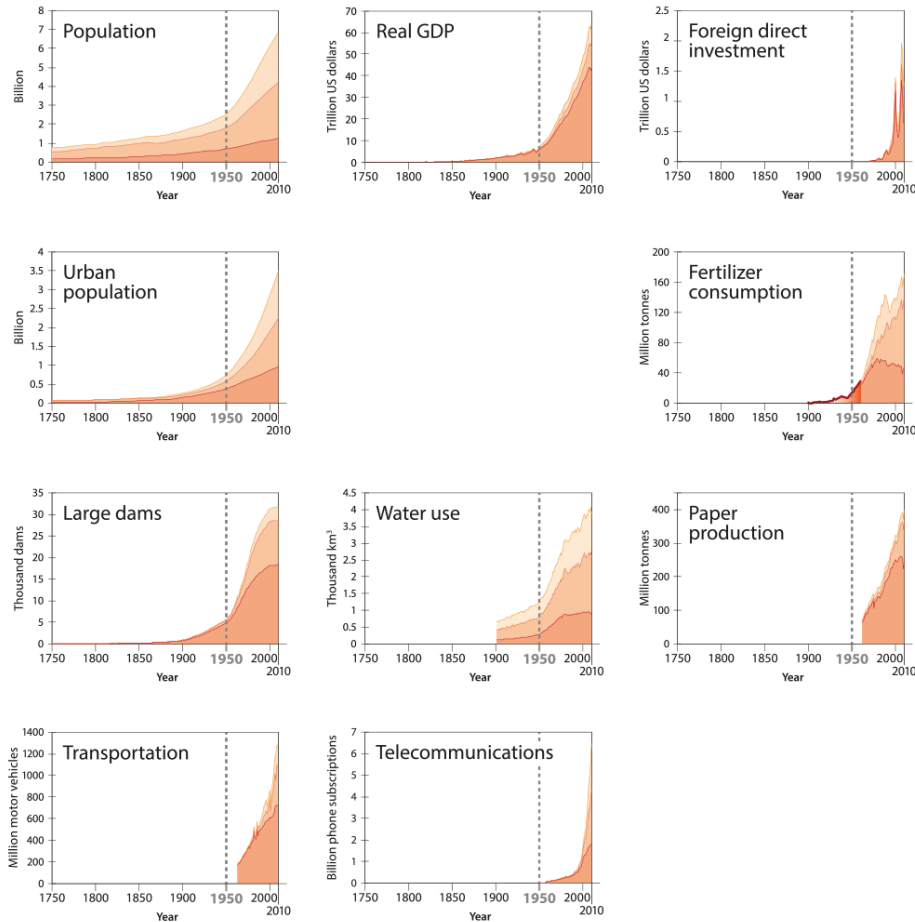 Population
Billion
8
7
6
5
4
3
2
1
0
1750 1800 1850 1900 1950 2000
2010
Year
Real GDP
Trillion US dollars
70
60
50
40
30
20
10
0
1750 1800 1850 1900 1950 2000
2010
Year
Foreign direct
investment
Trillion US dollars
2.5
2
1.5
1
0.5
0
1750 1800 1850 1900 1950 2000
2010
Year
Urban
population
Billion
4
3.5
3
2.5
2
1.5
1
0.5
0
1750 1800 1850 1900 1950 2000
2010
Year
Fertilizer
consumption
Million tonnes
200
160
120
80
40
0
1750 1800 1850 1900 1950 2000
2010
Year
Large dams
Thousand dams
35
30
25
20
15
10
5
0
1750 1800 1850 1900 1950 2000
2010
Year
Water use
Thousand km³
4.5
4
3.5
3
2.5
2
1.5
1
0.5
0
1750 1800 1850 1900 1950 2000
2010
Year
Paper
production
Million tonnes
400
300
200
100
0
1750 1800 1850 1900 1950 2000
2010
Year
Transportation
Million motor vehicles
1400
1200
1000
800
600
400
200
0
1750 1800 1850 1900 1950 2000
2010
Year
Telecommunications
Billion phone subscriptions
7
6
5
4
3
2
1
0
1750 1800 1850 1900 1950 2000
2010
Year